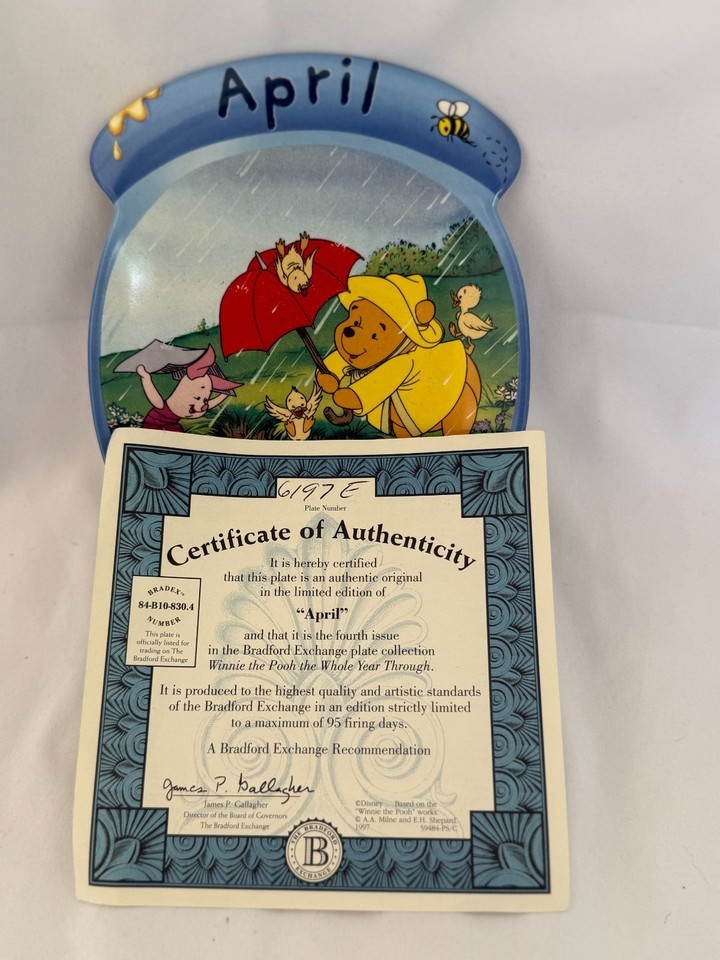 April
6197E
Plate Number
Certificate of Authenticity
It is hereby certified
that this plate is an authentic original
in the limited edition of
“April”
and that it is the fourth issue
in the Bradford Exchange plate collection
Winnie the Pooh the Whole Year Through.
BRADEX™
84-B10-830.4
NUMBER
This plate is
officially listed for
trading on The
Bradford Exchange
It is produced to the highest quality and artistic standards
of the Bradford Exchange in an edition strictly limited
to a maximum of 95 firing days.
A Bradford Exchange Recommendation
James P. Gallagher
James P. Gallagher
Director of the Board of Governors
The Bradford Exchange
©Disney Based on the
"Winnie the Pooh" works
© A.A. Milne and E.H. Shepard
1997 59484-PS/C
THE BRADFORD
B
EXCHANGE